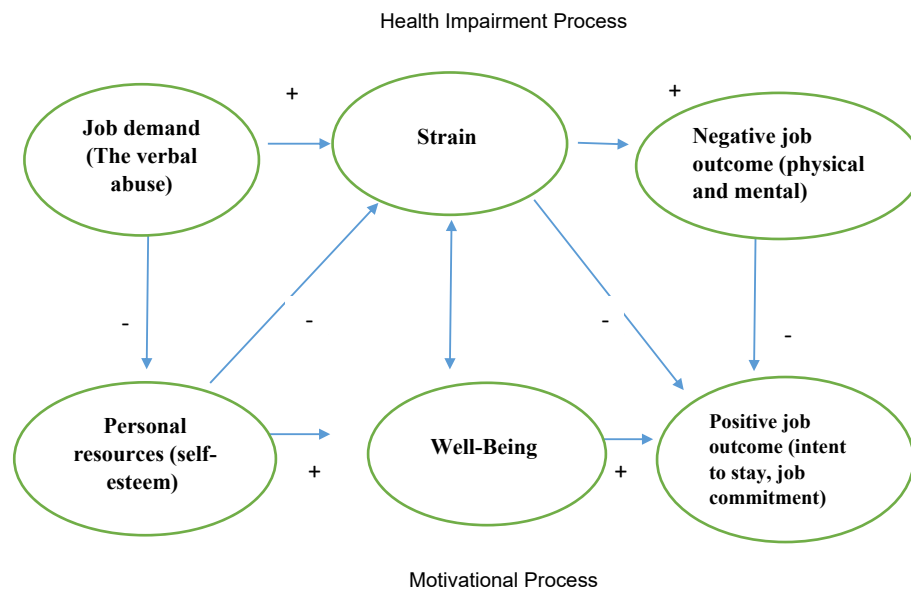 Health Impairment Process
+
+
Job demand
(The verbal
abuse)
Strain
Negative job
outcome (physical
and mental)
-
-
-
-
Personal
resources (self-
esteem)
Well-Being
Positive job
outcome (intent
to stay, job
commitment)
+
+
Motivational Process